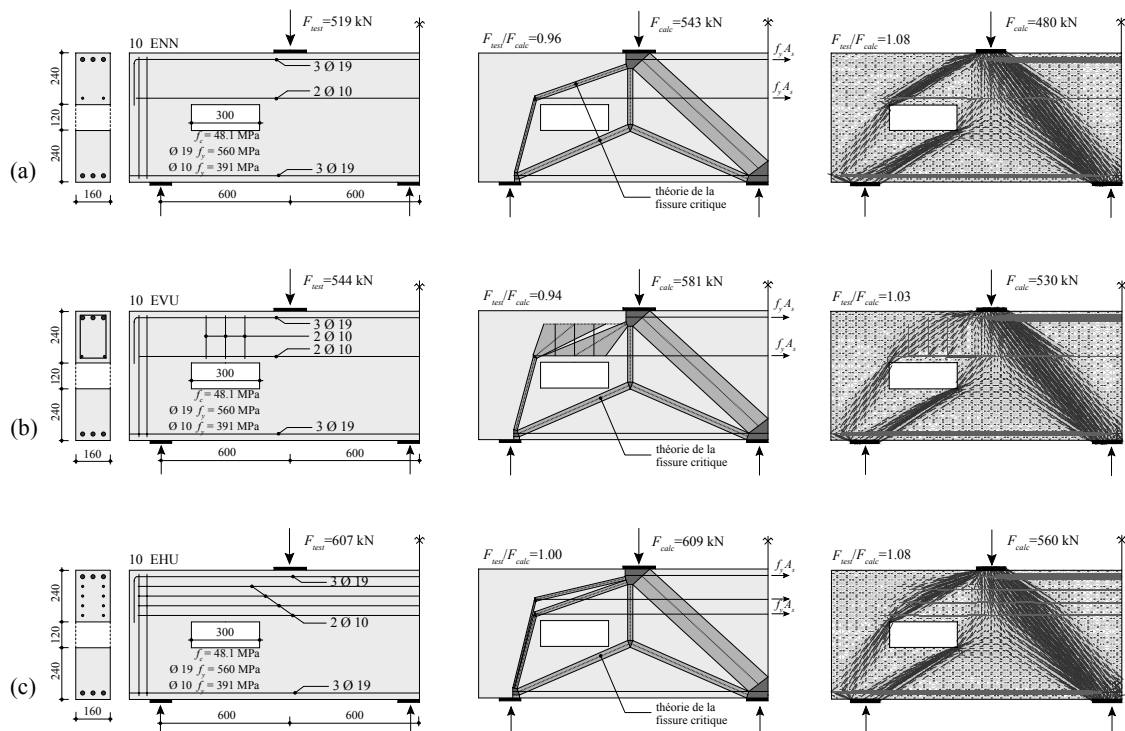 (a)
10 ENN
F_test=519 kN
240
120
240
160
3 Ø 19
2 Ø 10
300
f_c = 48.1 MPa
Ø 19 f_y = 560 MPa
Ø 10 f_y = 391 MPa
3 Ø 19
600
600
F_test/F_calc=0.96
F_calc= 543 kN
f_y A_s
f_y A_s
théorie de la
fissure critique
F_test/F_calc=1.08
F_calc= 480 kN
(b)
10 EVU
F_test=544 kN
240
120
240
160
3 Ø 19
2 Ø 10
2 Ø 10
300
f_c = 48.1 MPa
Ø 19 f_y = 560 MPa
Ø 10 f_y = 391 MPa
3 Ø 19
600
600
F_test/F_calc=0.94
F_calc= 581 kN
f_y A_s
f_y A_s
théorie de la
fissure critique
F_test/F_calc=1.03
F_calc= 530 kN
(c)
10 EHU
F_test=607 kN
240
120
240
160
3 Ø 19
2 Ø 10
300
f_c = 48.1 MPa
Ø 19 f_y = 560 MPa
Ø 10 f_y = 391 MPa
3 Ø 19
600
600
F_test/F_calc=1.00
F_calc= 609 kN
f_y A_s
f_y A_s
théorie de la
fissure critique
F_test/F_calc=1.08
F_calc= 560 kN